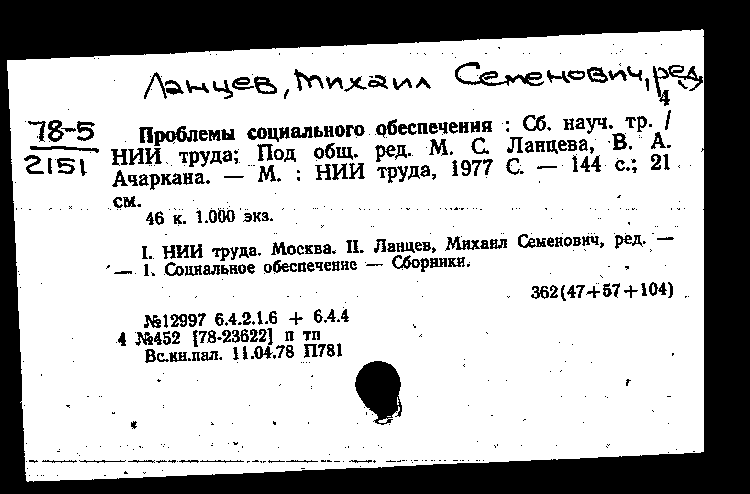 Ланцев, Михаил Семенович, ред.
4
78-5
2151
Проблемы социального обеспечения : Сб. науч. тр. /
НИИ труда; Под общ. ред. М. С. Ланцева, В. А.
Ачаркана. — М. : НИИ труда, 1977 С. — 144 с.; 21
см.
46 к. 1.000 экз.
I. НИИ труда. Москва. II. Ланцев, Михаил Семенович, ред. —
— 1. Социальное обеспечение — Сборники.
362(47+57+104)
№12997 6.4.2.1.6 + 6.4.4
4 №452 [78-23622] п тп
Вс.кн.пал. 11.04.78 П781